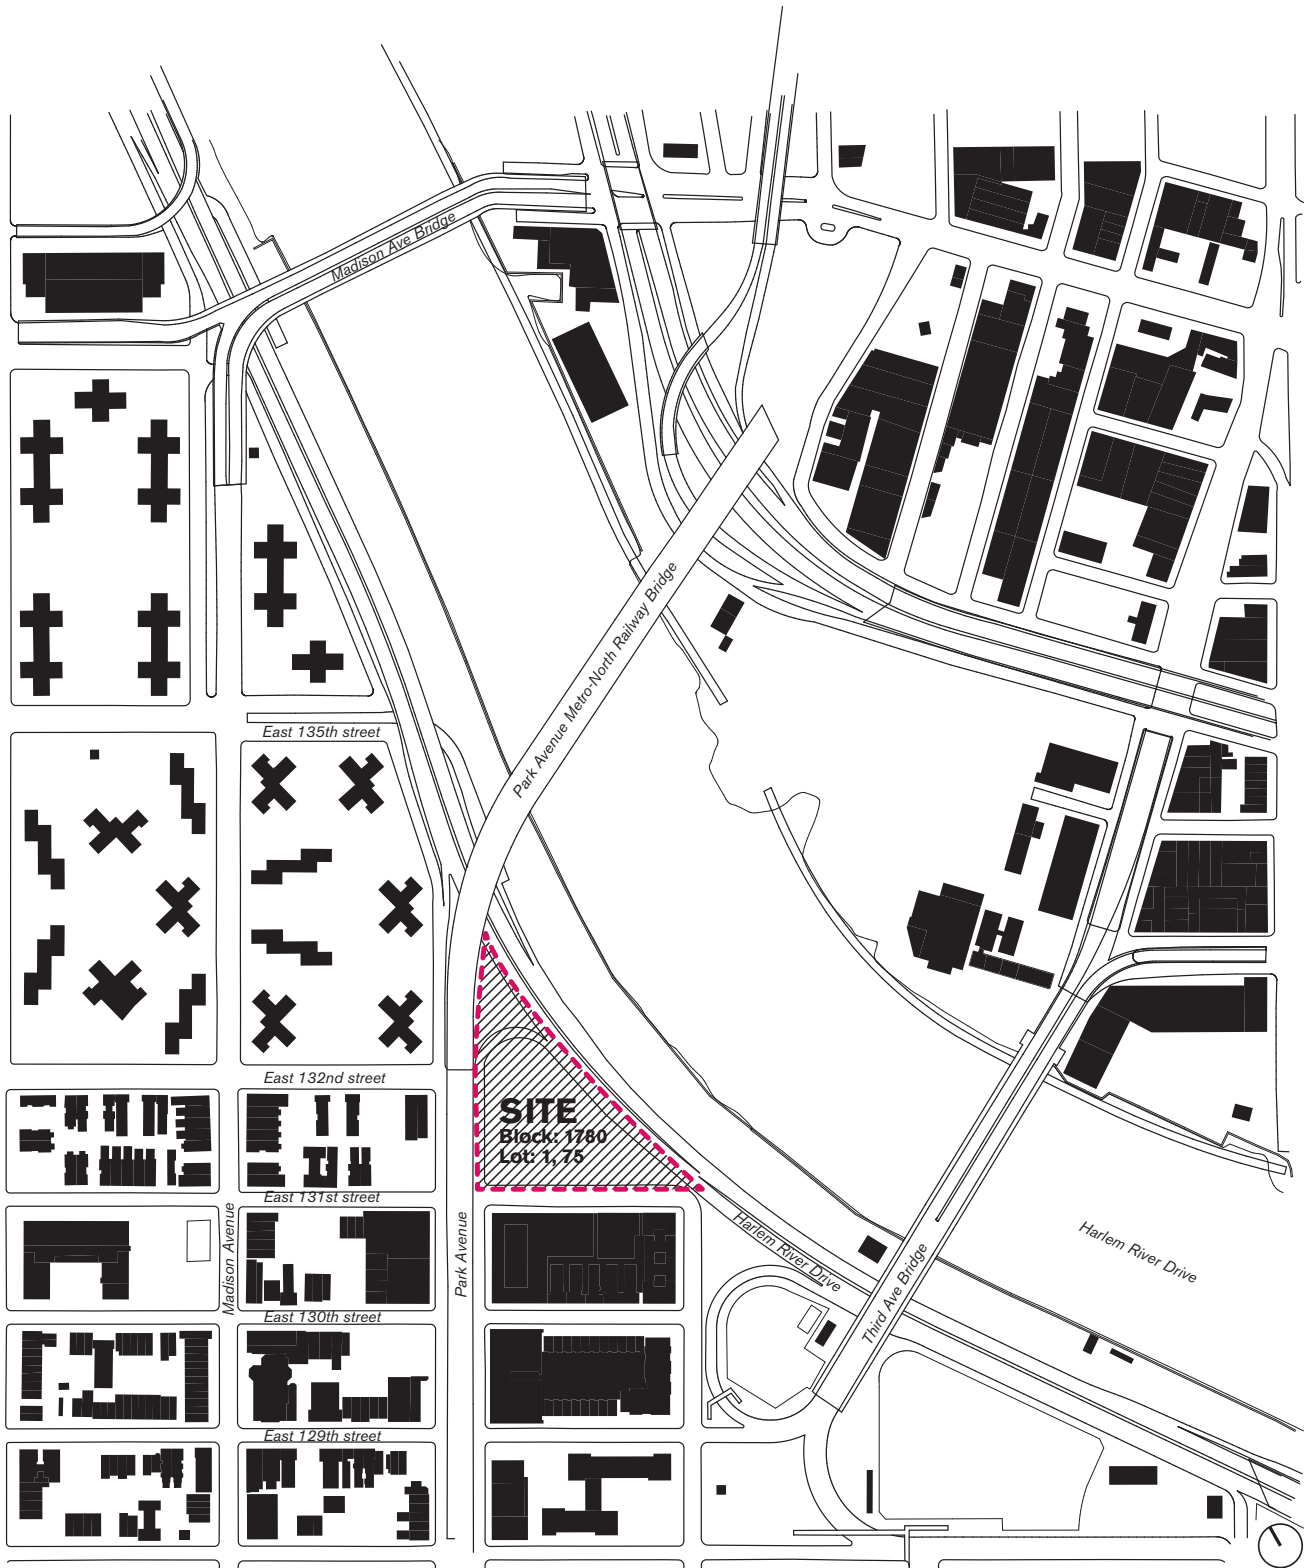 Madison Ave Bridge
Park Avenue Metro-North Railway Bridge
East 135th street
East 132nd street
SITE
Block: 1780
Lot: 1, 75
East 131st street
Madison Avenue
Park Avenue
Harlem River Drive
Harlem River Drive
Third Ave Bridge
East 130th street
East 129th street